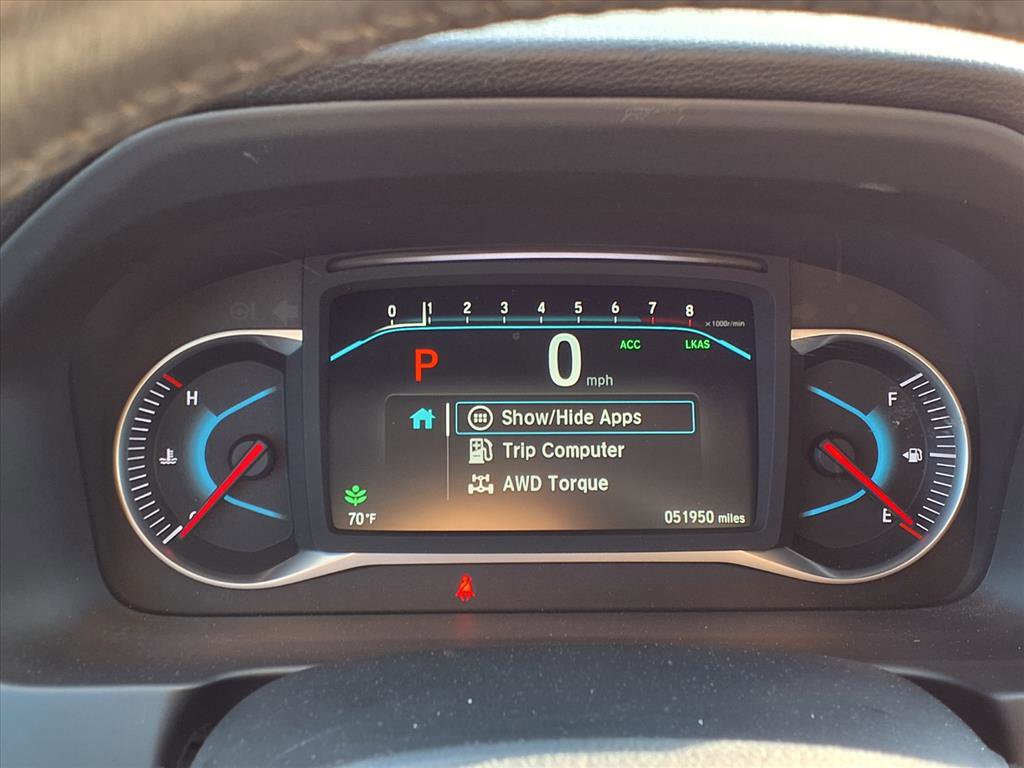 0 1 2 3 4 5 6 7 8
×1000r/min
P 0 mph
ACC LKAS
H
F
Show/Hide Apps
Trip Computer
AWD Torque
E
70°F
051950 miles